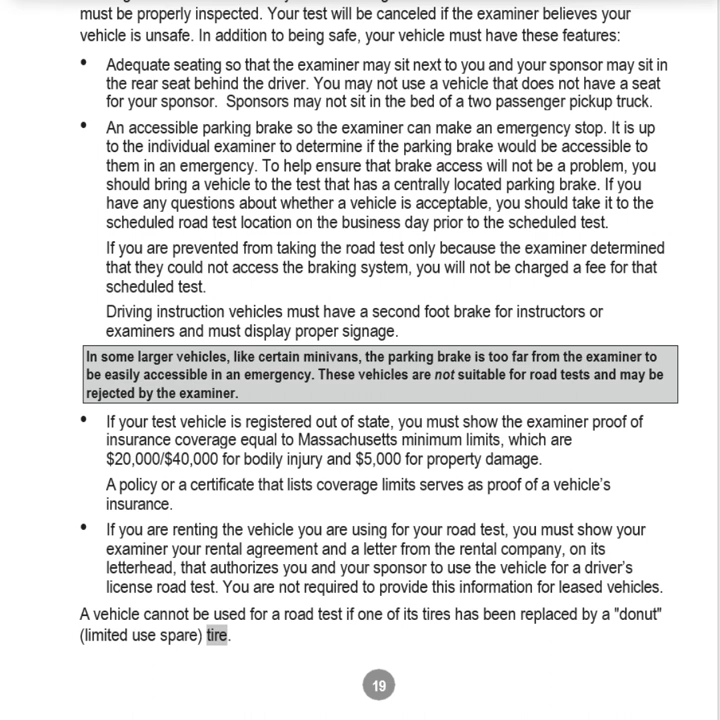 must be properly inspected. Your test will be canceled if the examiner believes your
vehicle is unsafe. In addition to being safe, your vehicle must have these features:
• Adequate seating so that the examiner may sit next to you and your sponsor may sit in
the rear seat behind the driver. You may not use a vehicle that does not have a seat
for your sponsor. Sponsors may not sit in the bed of a two passenger pickup truck.
• An accessible parking brake so the examiner can make an emergency stop. It is up
to the individual examiner to determine if the parking brake would be accessible to
them in an emergency. To help ensure that brake access will not be a problem, you
should bring a vehicle to the test that has a centrally located parking brake. If you
have any questions about whether a vehicle is acceptable, you should take it to the
scheduled road test location on the business day prior to the scheduled test.
If you are prevented from taking the road test only because the examiner determined
that they could not access the braking system, you will not be charged a fee for that
scheduled test.
Driving instruction vehicles must have a second foot brake for instructors or
examiners and must display proper signage.
In some larger vehicles, like certain minivans, the parking brake is too far from the examiner to
be easily accessible in an emergency. These vehicles are not suitable for road tests and may be
rejected by the examiner.
• If your test vehicle is registered out of state, you must show the examiner proof of
insurance coverage equal to Massachusetts minimum limits, which are
$20,000/$40,000 for bodily injury and $5,000 for property damage.
A policy or a certificate that lists coverage limits serves as proof of a vehicle's
insurance.
• If you are renting the vehicle you are using for your road test, you must show your
examiner your rental agreement and a letter from the rental company, on its
letterhead, that authorizes you and your sponsor to use the vehicle for a driver's
license road test. You are not required to provide this information for leased vehicles.
A vehicle cannot be used for a road test if one of its tires has been replaced by a "donut"
(limited use spare) tire.
19